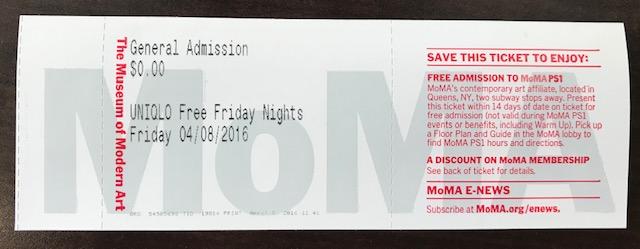 The Museum of Modern Art
MoMA
General Admission
$0.00
UNIQLO Free Friday Nights
Friday 04/08/2016
SAVE THIS TICKET TO ENJOY:
FREE ADMISSION TO MoMA PS1
MoMA's contemporary art affiliate, located in
Queens, NY, two subway stops away. Present
this ticket within 14 days of date on ticket for
free admission (not valid during MoMA PS1
events or benefits, including Warm Up). Pick up
a Floor Plan and Guide in the MoMA lobby to
find MoMA PS1 hours and directions.
A DISCOUNT ON MoMA MEMBERSHIP
See back of ticket for details.
MoMA E-NEWS
Subscribe at MoMA.org/enews.